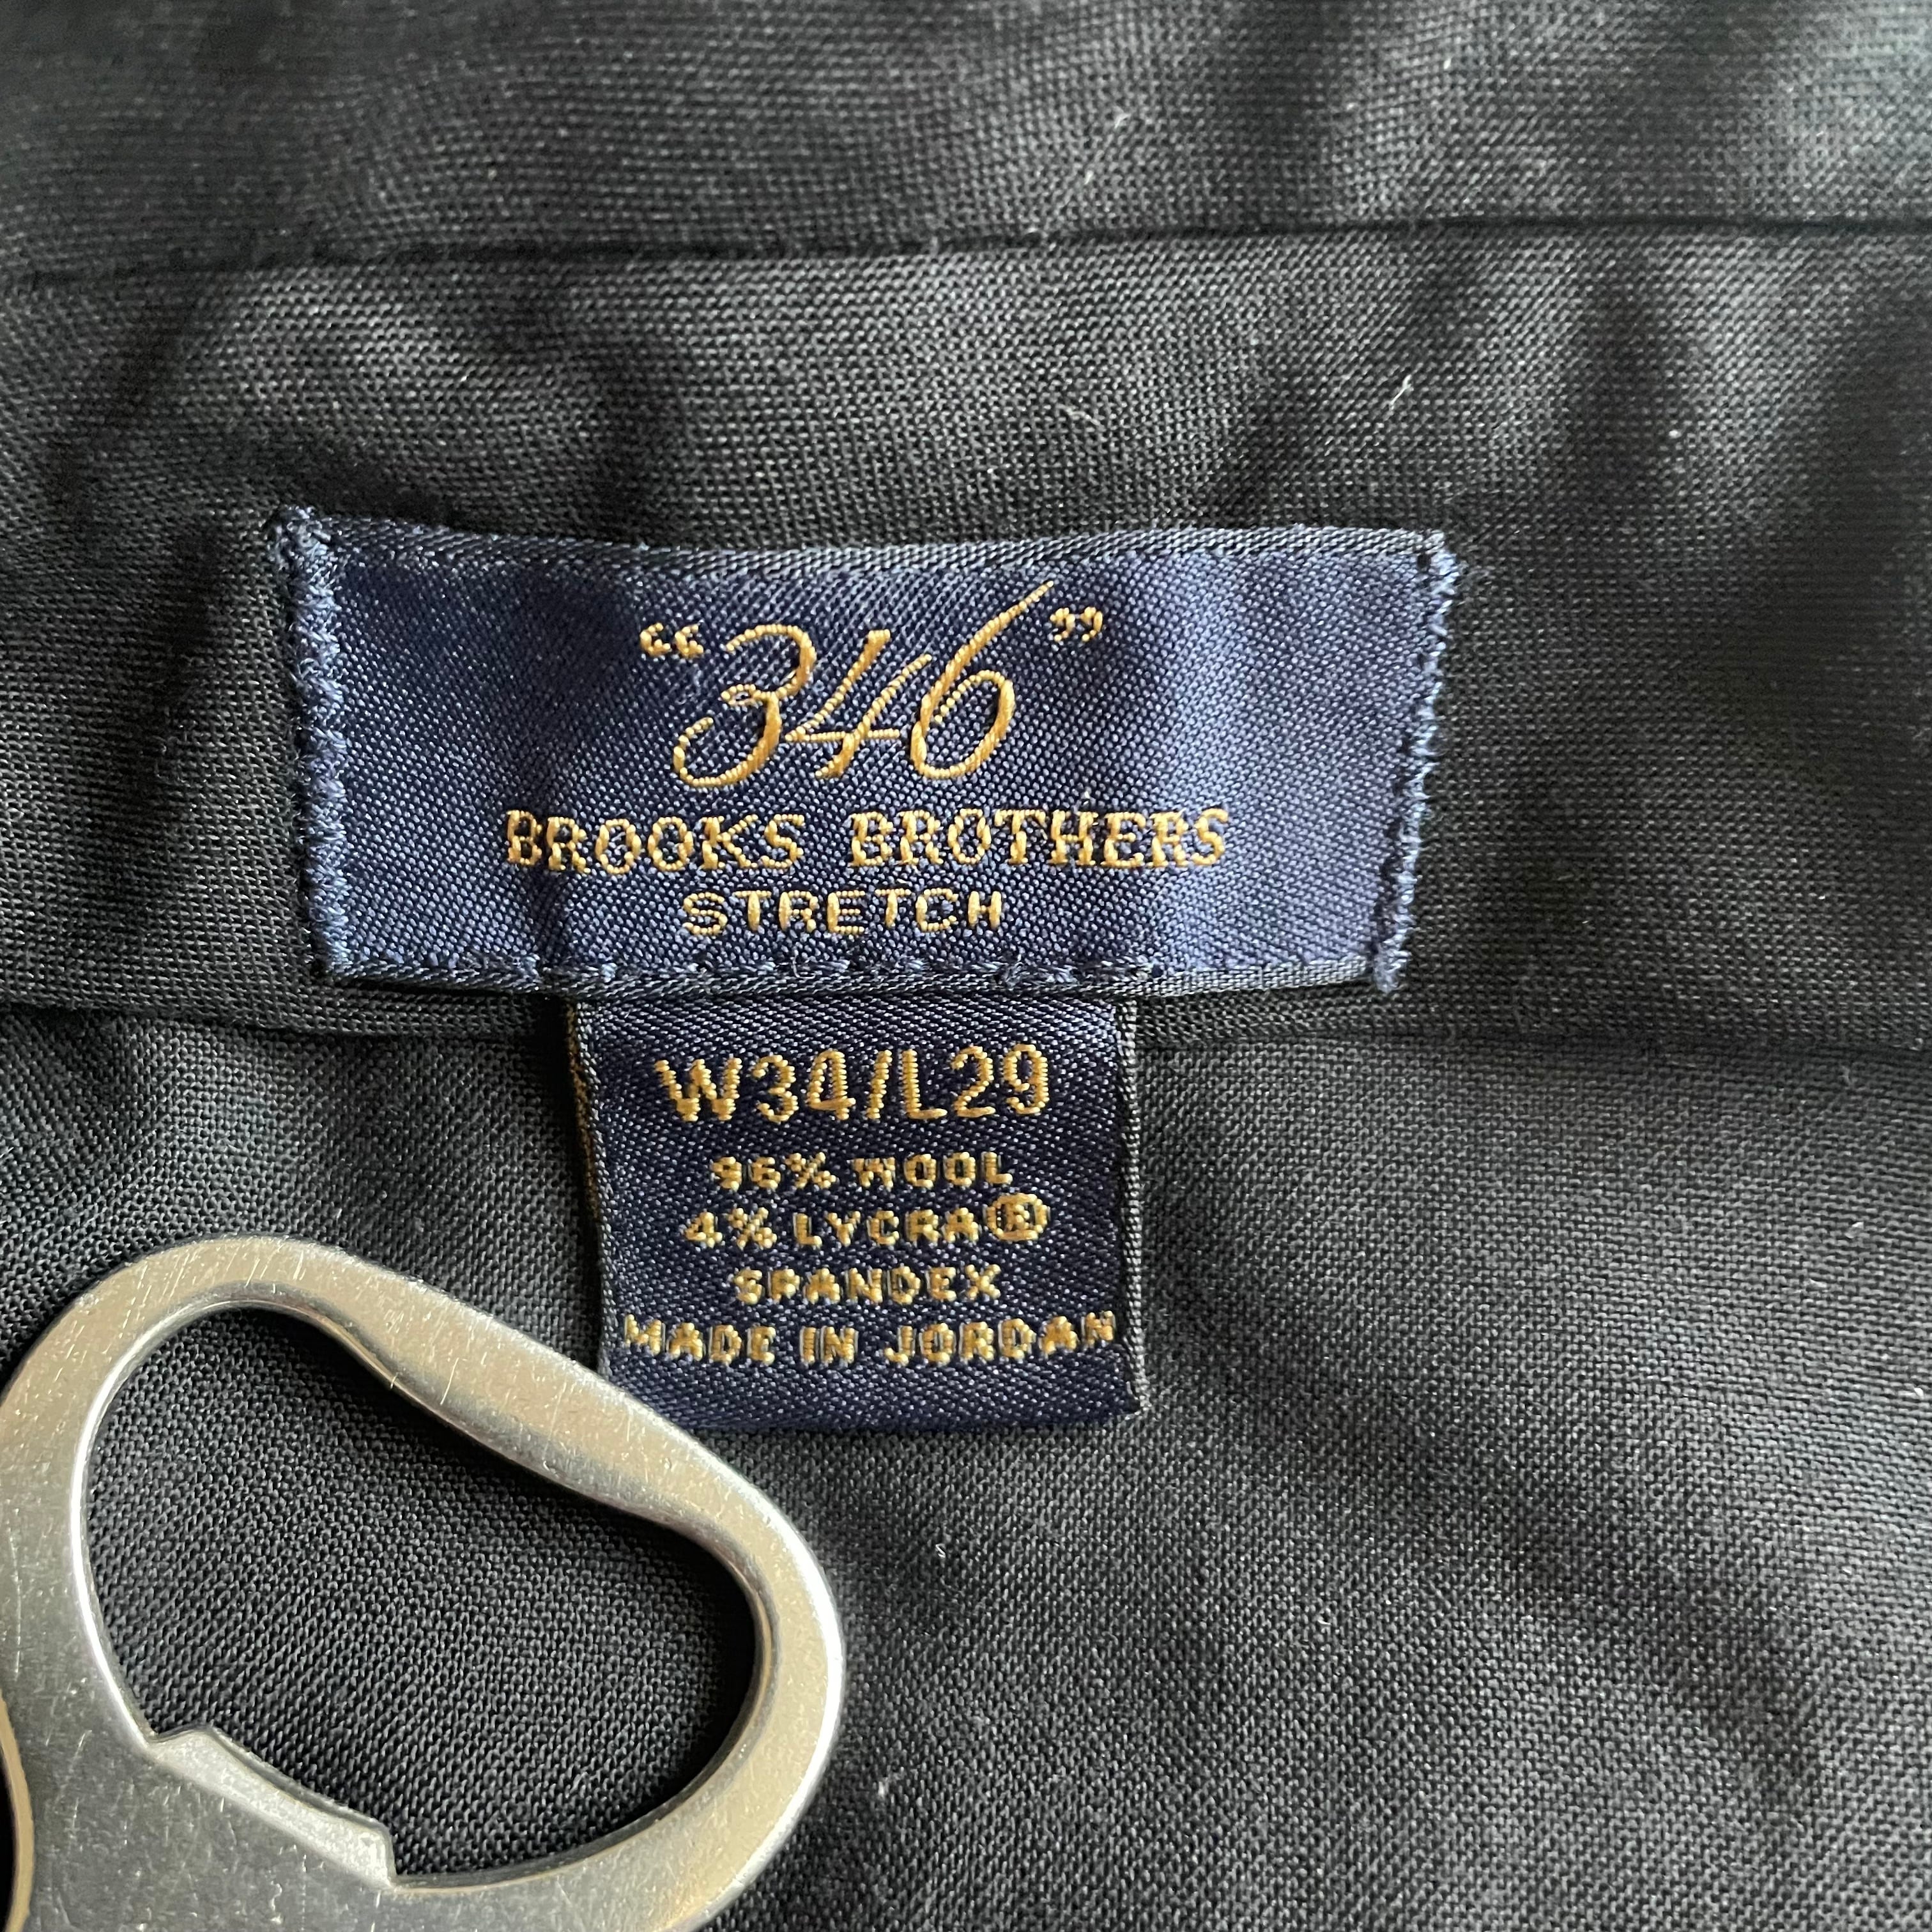 “346”
BROOKS BROTHERS
STRETCH
W34/L29
96% WOOL
4% LYCRA®
SPANDEX
MADE IN JORDAN